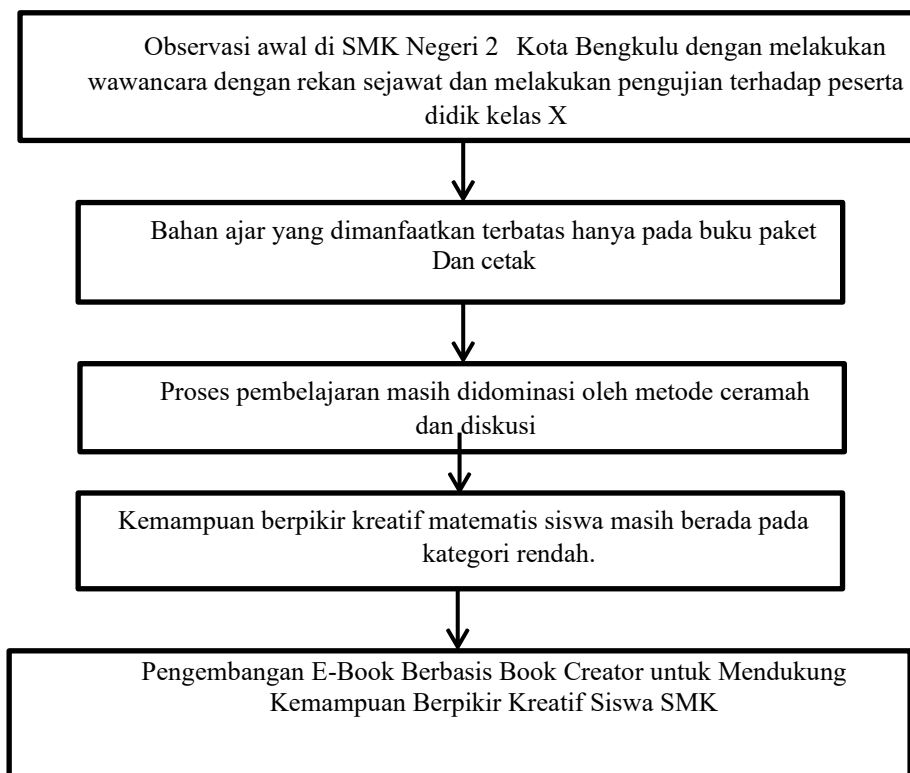 Observasi awal di SMK Negeri 2 Kota Bengkulu dengan melakukan
wawancara dengan rekan sejawat dan melakukan pengujian terhadap peserta
didik kelas X
Bahan ajar yang dimanfaatkan terbatas hanya pada buku paket
Dan cetak
Proses pembelajaran masih didominasi oleh metode ceramah
dan diskusi
Kemampuan berpikir kreatif matematis siswa masih berada pada
kategori rendah.
Pengembangan E-Book Berbasis Book Creator untuk Mendukung
Kemampuan Berpikir Kreatif Siswa SMK